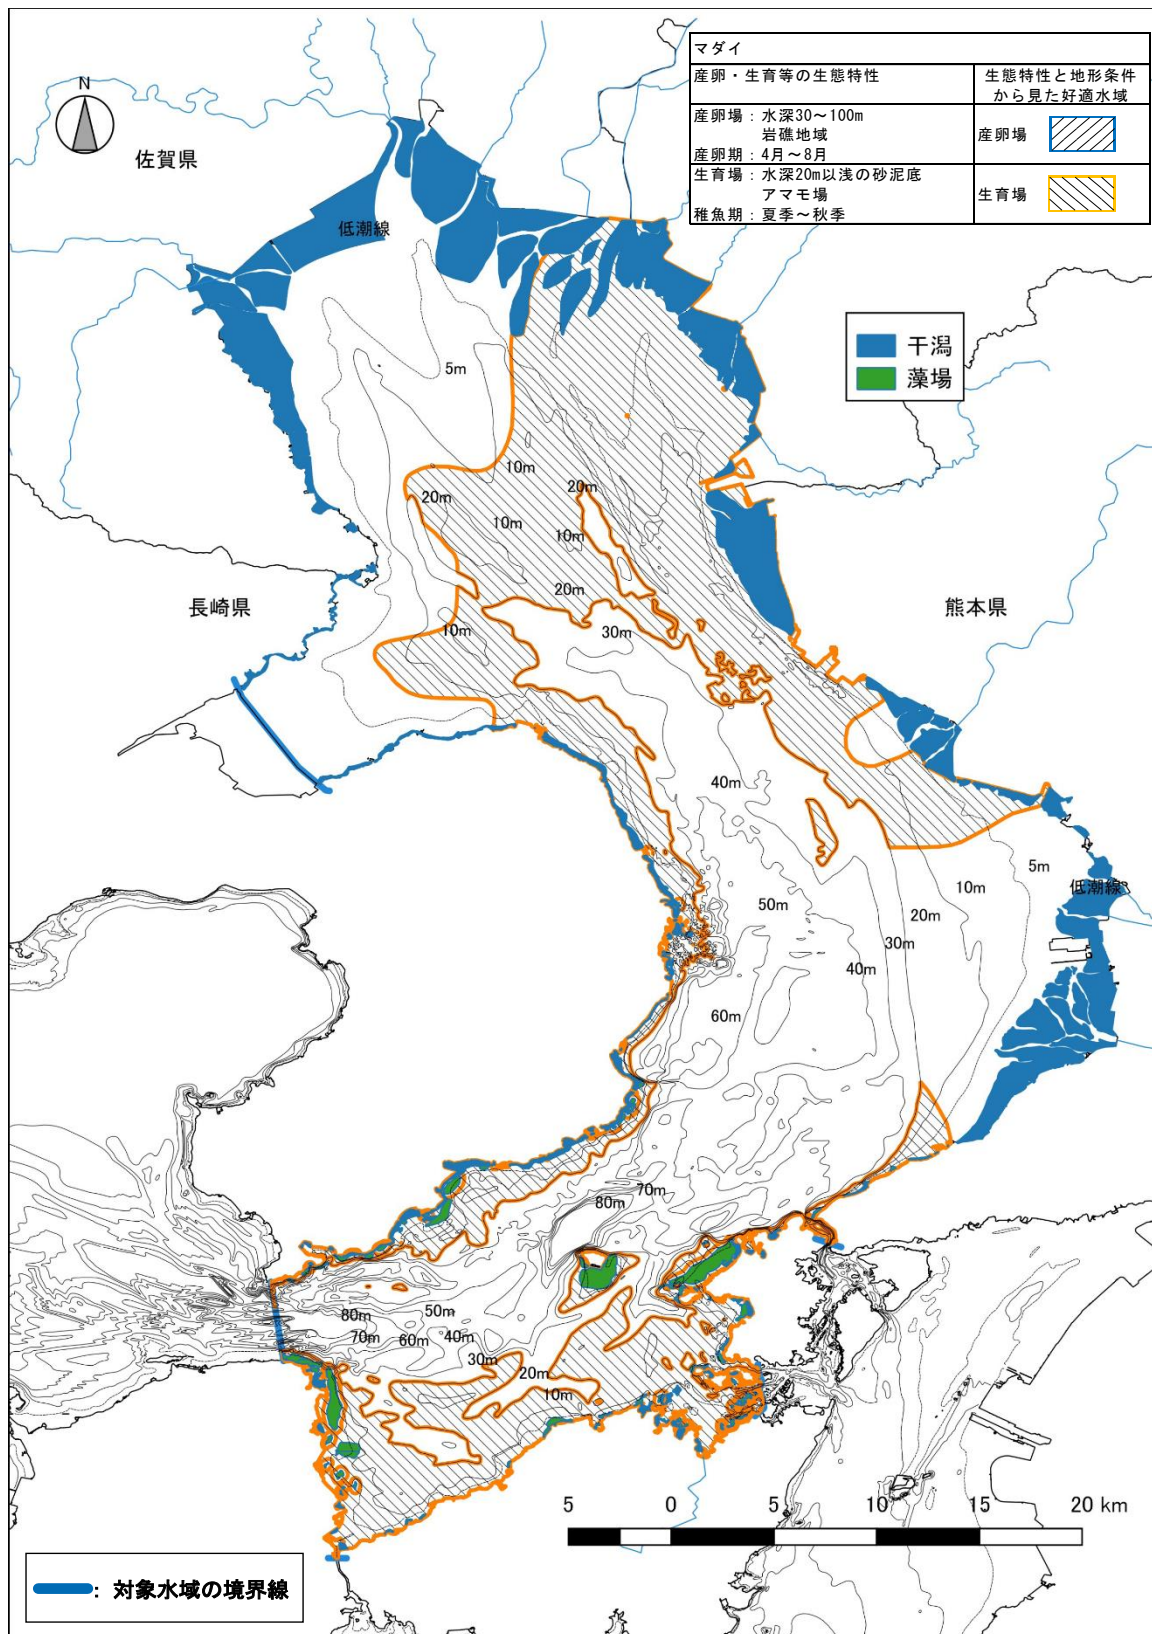 マダイ
産卵・生育等の生態特性
生態特性と地形条件
から見た好適水域
産卵場：水深30～100m
岩礁地域
産卵期：4月～8月
産卵場
生育場：水深20m以浅の砂泥底
アマモ場
稚魚期：夏季～秋季
生育場
N
佐賀県
低潮線
干潟
藻場
5m
10m
20m
20m
10m
10m
20m
長崎県
熊本県
10m
30m
40m
5m
10m
低潮線
50m
20m
30m
40m
60m
70m
80m
50m
80m
70m
60m
40m
30m
20m
10m
5
0
5
10
15
20 km
：対象水域の境界線